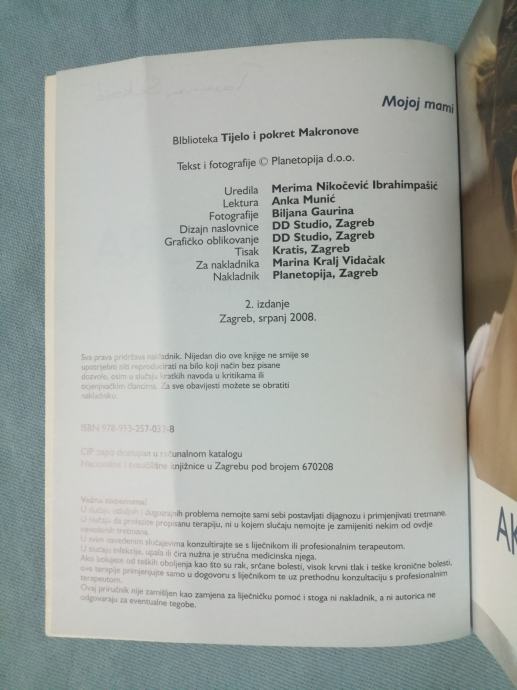 Mojoj mami
BIblioteka Tijelo i pokret Makronove
Tekst i fotografije © Planetopija d.o.o.
Uredila Merima Nikočević Ibrahimpašić
Lektura Anka Munić
Fotografije Biljana Gaurina
Dizajn naslovnice DD Studio, Zagreb
Grafičko oblikovanje DD Studio, Zagreb
Tisak Kratis, Zagreb
Za nakladnika Marina Kralj Vidačak
Nakladnik Planetopija, Zagreb
2. izdanje
Zagreb, srpanj 2008.
Sva prava pridržava nakladnik. Nijedan dio ove knjige ne smije se
upotrijebiti niti reproducirati na bilo koji način bez pisane
dozvole, osim u slučaju kratkih navoda u kritikama ili
ocjenjivačkim člancima. Za sve obavijesti možete se obratiti
nakladniku.
ISBN 978-953-257-033-8
CIP zapis dostupan u računalnom katalogu
Nacionalne i sveučilišne knjižnice u Zagrebu pod brojem 670208
Važna napomena!
U slučaju ozbiljnih i dugotrajnih problema nemojte sami sebi postavljati dijagnozu i primjenjivati tretmane.
U slučaju da prolazite propisanu terapiju, ni u kojem slučaju nemojte je zamijeniti nekim od ovdje
navedenih tretmana.
U svim navedenim slučajevima konzultirajte se s liječnikom ili profesionalnim terapeutom.
U slučaju infekcije, upala ili čira nužna je stručna medicinska njega.
Ako bolujete od teških oboljenja kao što su rak, srčane bolesti, visok krvni tlak i teške kronične bolesti,
ove terapije primjenjujte samo u dogovoru s liječnikom te uz prethodnu konzultaciju s profesionalnim
terapeutom.
Ovaj priručnik nije zamišljen kao zamjena za liječničku pomoć i stoga ni nakladnik, a ni autorica ne
odgovaraju za eventualne tegobe.
AK